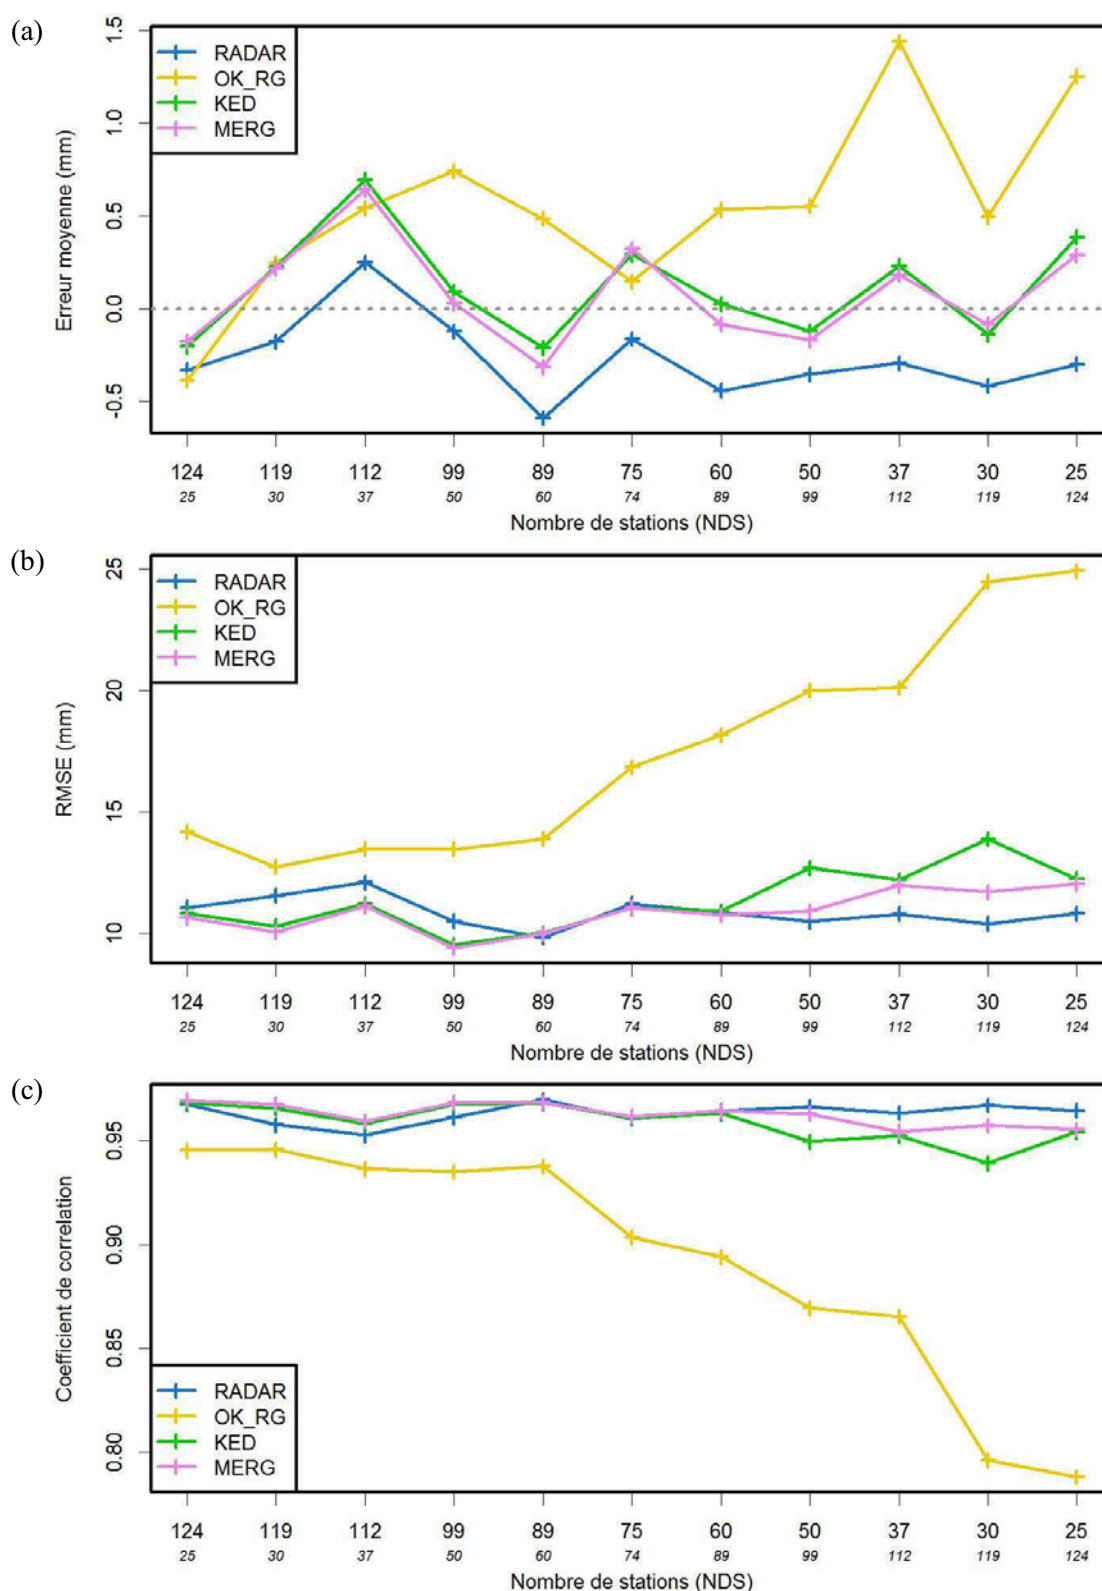 (a)
1.5
1.0
0.5
0.0
-0.5
Erreur moyenne (mm)
RADAR
OK_RG
KED
MERG
124 119 112 99 89 75 60 50 37 30 25
25 30 37 50 60 74 89 99 112 119 124
Nombre de stations (NDS)
(b)
25
20
15
10
RMSE (mm)
RADAR
OK_RG
KED
MERG
124 119 112 99 89 75 60 50 37 30 25
25 30 37 50 60 74 89 99 112 119 124
Nombre de stations (NDS)
(c)
0.95
0.90
0.85
0.80
Coefficient de correlation
RADAR
OK_RG
KED
MERG
124 119 112 99 89 75 60 50 37 30 25
25 30 37 50 60 74 89 99 112 119 124
Nombre de stations (NDS)